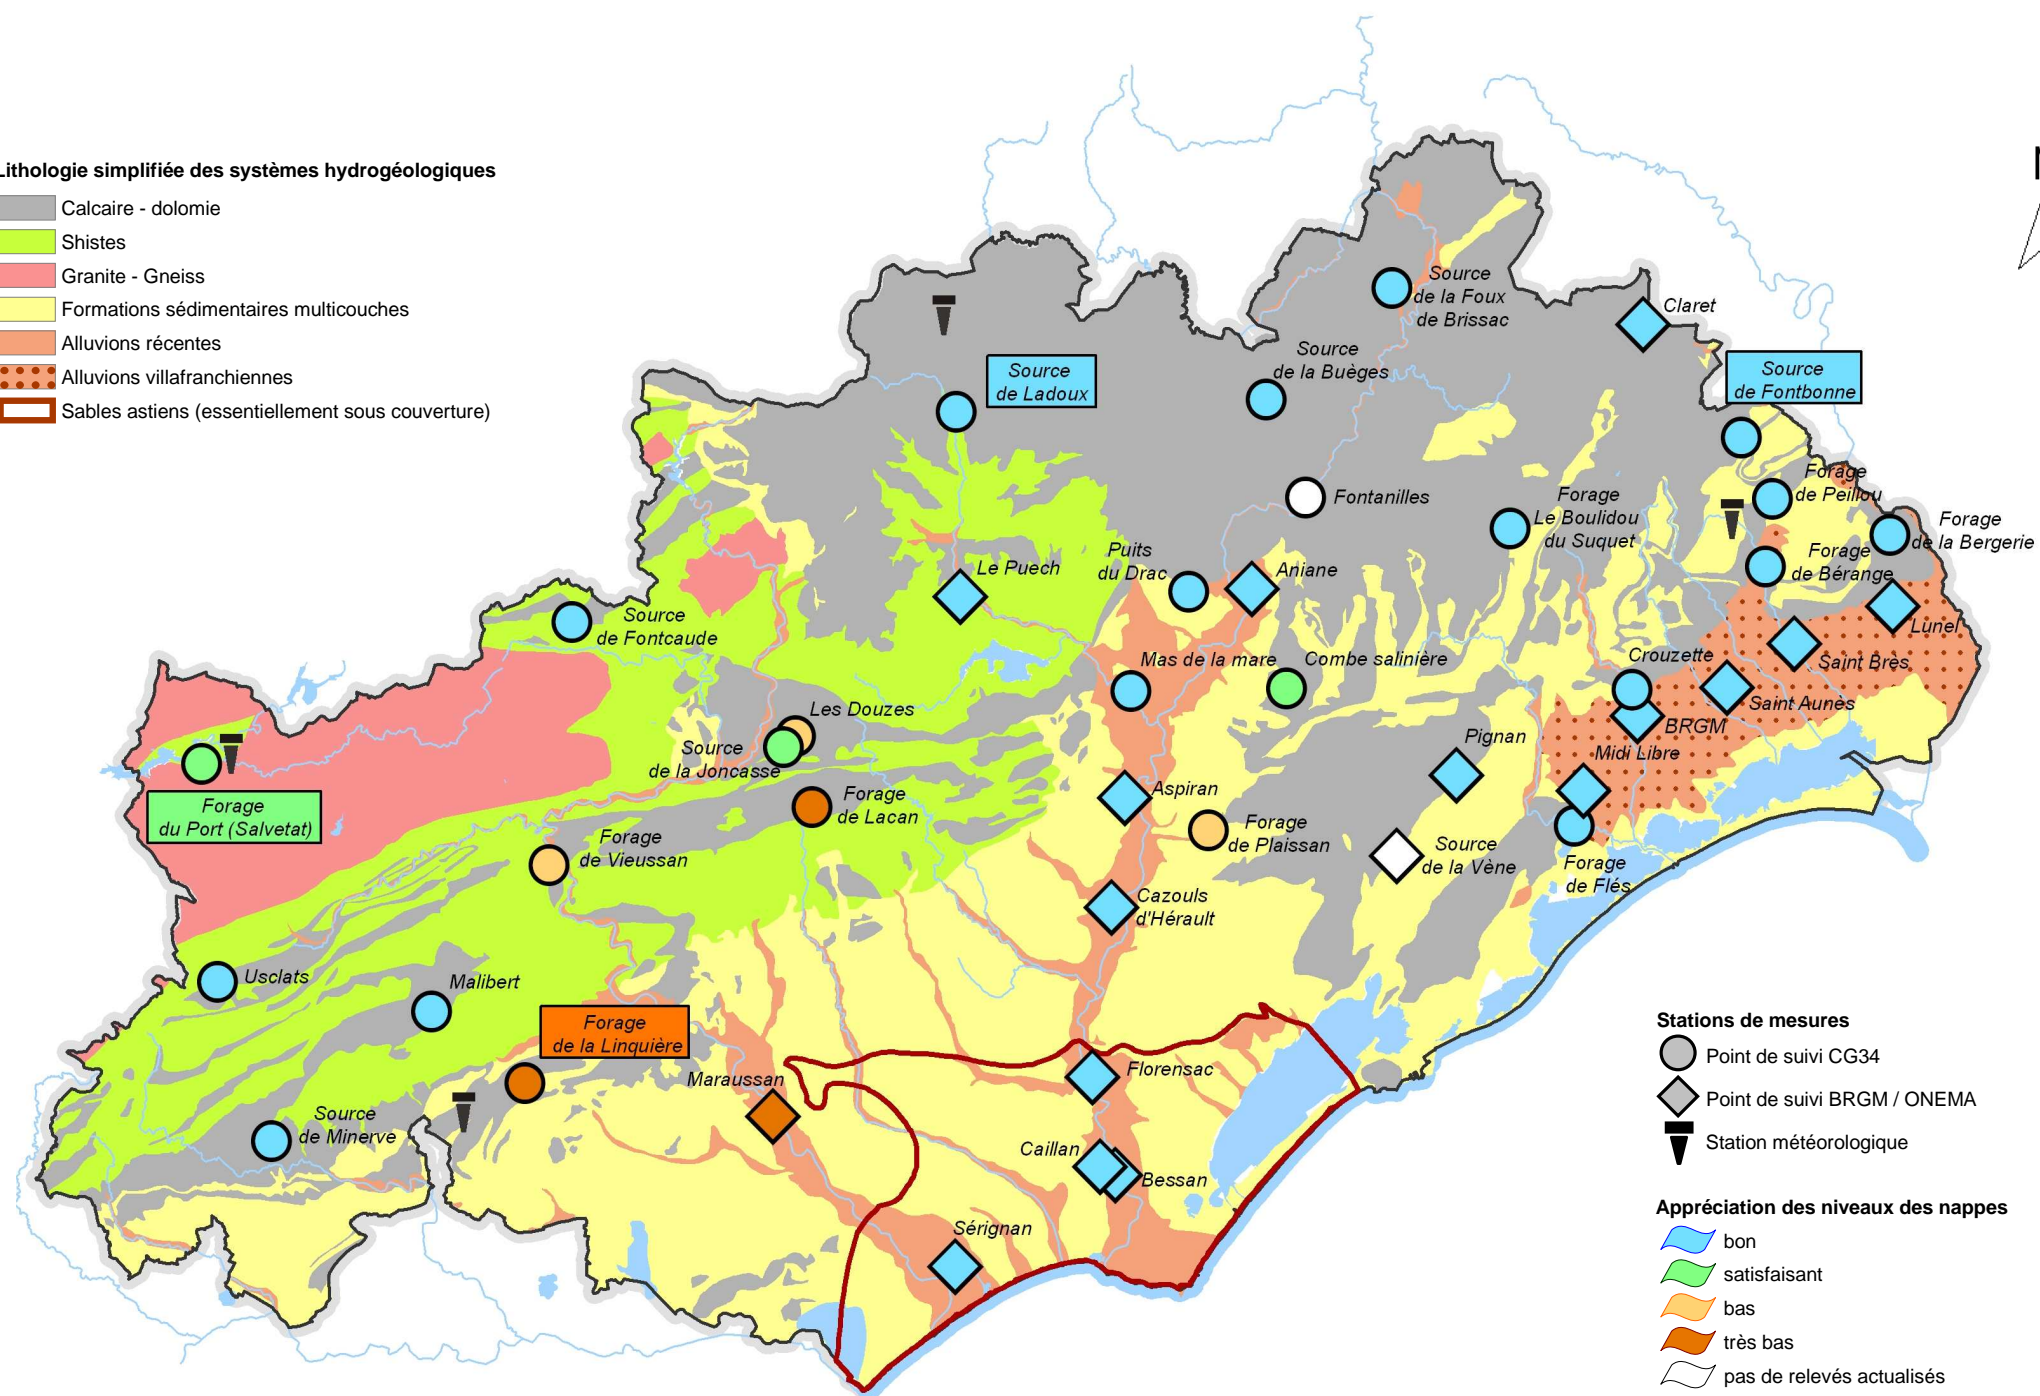 Lithologie simplifiée des systèmes hydrogéologiques
Calcaire - dolomie
Shistes
Granite - Gneiss
Formations sédimentaires multicouches
Alluvions récentes
Alluvions villafranchiennes
Sables astiens (essentiellement sous couverture)
N
Source
de la Foux
de Brissac
Claret
Source
de la Buèges
Source
de Ladoux
Source
de Fontbonne
Fontanilles
Forage
Le Boulidou
du Suquet
Forage
de Peillou
Forage
de la Bergerie
Forage
de Bérange
Puits
du Drac
Aniane
Le Puech
Source
de Fontcaude
Lunel
Saint Bres
Crouzette
Saint Aunès
BRGM
Mas de la mare
Combe salinière
Les Douzes
Source
de la Joncasse
Pignan
Midi Libre
Forage
du Port (Salvetat)
Forage
de Lacan
Aspiran
Forage
de Plaissan
Forage
de Vieussan
Source
de la Vène
Forage
de Flés
Cazouls
d'Hérault
Usclats
Malibert
Forage
de la Linquière
Maraussan
Florensac
Source
de Minerve
Caillan
Bessan
Sérignan
Stations de mesures
Point de suivi CG34
Point de suivi BRGM / ONEMA
Station météorologique
Appréciation des niveaux des nappes
bon
satisfaisant
bas
très bas
pas de relevés actualisés